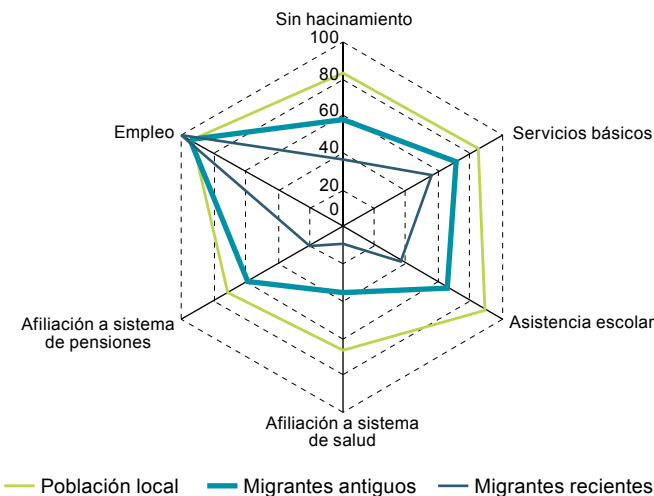 Sin hacinamiento
100
80
60
40
20
0
Empleo
Servicios básicos
Afiliación a sistema
de pensiones
Asistencia escolar
Afiliación a sistema
de salud
Población local
Migrantes antiguos
Migrantes recientes